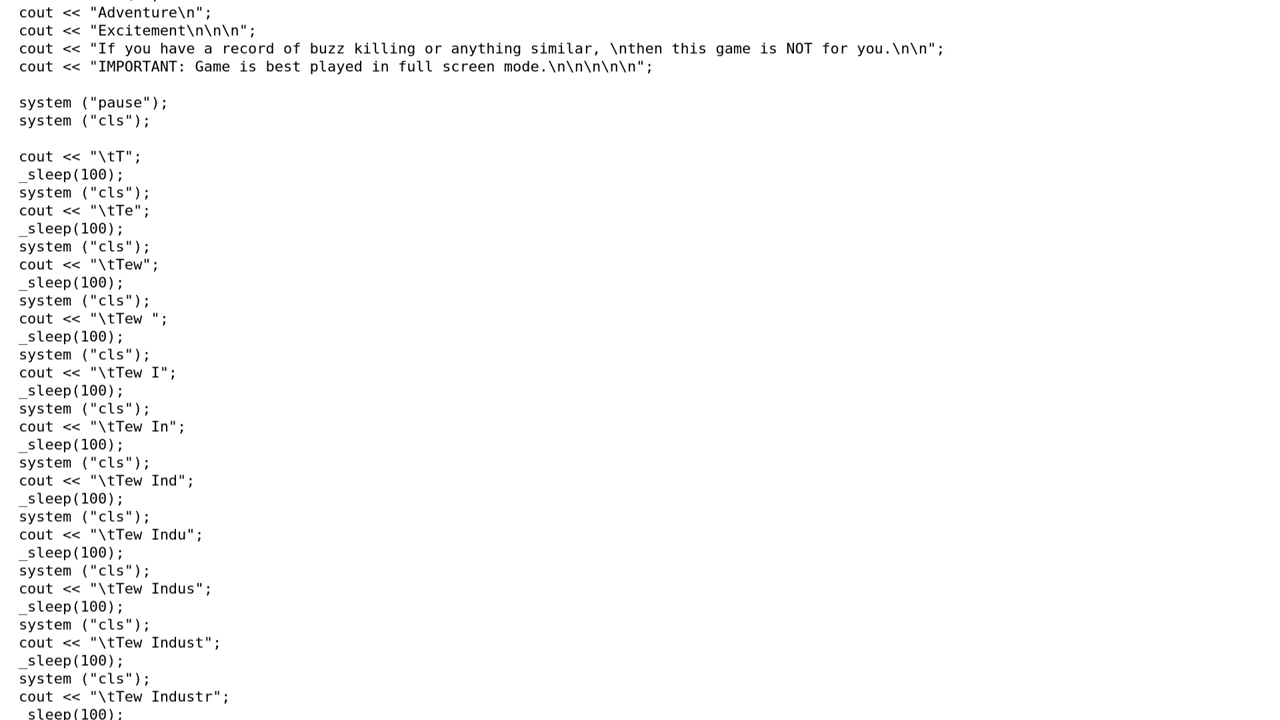 cout << "Adventure\n";
cout << "Excitement\n\n\n";
cout << "If you have a record of buzz killing or anything similar, \nthen this game is NOT for you.\n\n";
cout << "IMPORTANT: Game is best played in full screen mode.\n\n\n\n\n";
system ("pause");
system ("cls");
cout << "\tT";
_sleep(100);
system ("cls");
cout << "\tTe";
_sleep(100);
system ("cls");
cout << "\tTew";
_sleep(100);
system ("cls");
cout << "\tTew ";
_sleep(100);
system ("cls");
cout << "\tTew I";
_sleep(100);
system ("cls");
cout << "\tTew In";
_sleep(100);
system ("cls");
cout << "\tTew Ind";
_sleep(100);
system ("cls");
cout << "\tTew Indu";
_sleep(100);
system ("cls");
cout << "\tTew Indus";
_sleep(100);
system ("cls");
cout << "\tTew Indust";
_sleep(100);
system ("cls");
cout << "\tTew Industr";
_sleep(100);